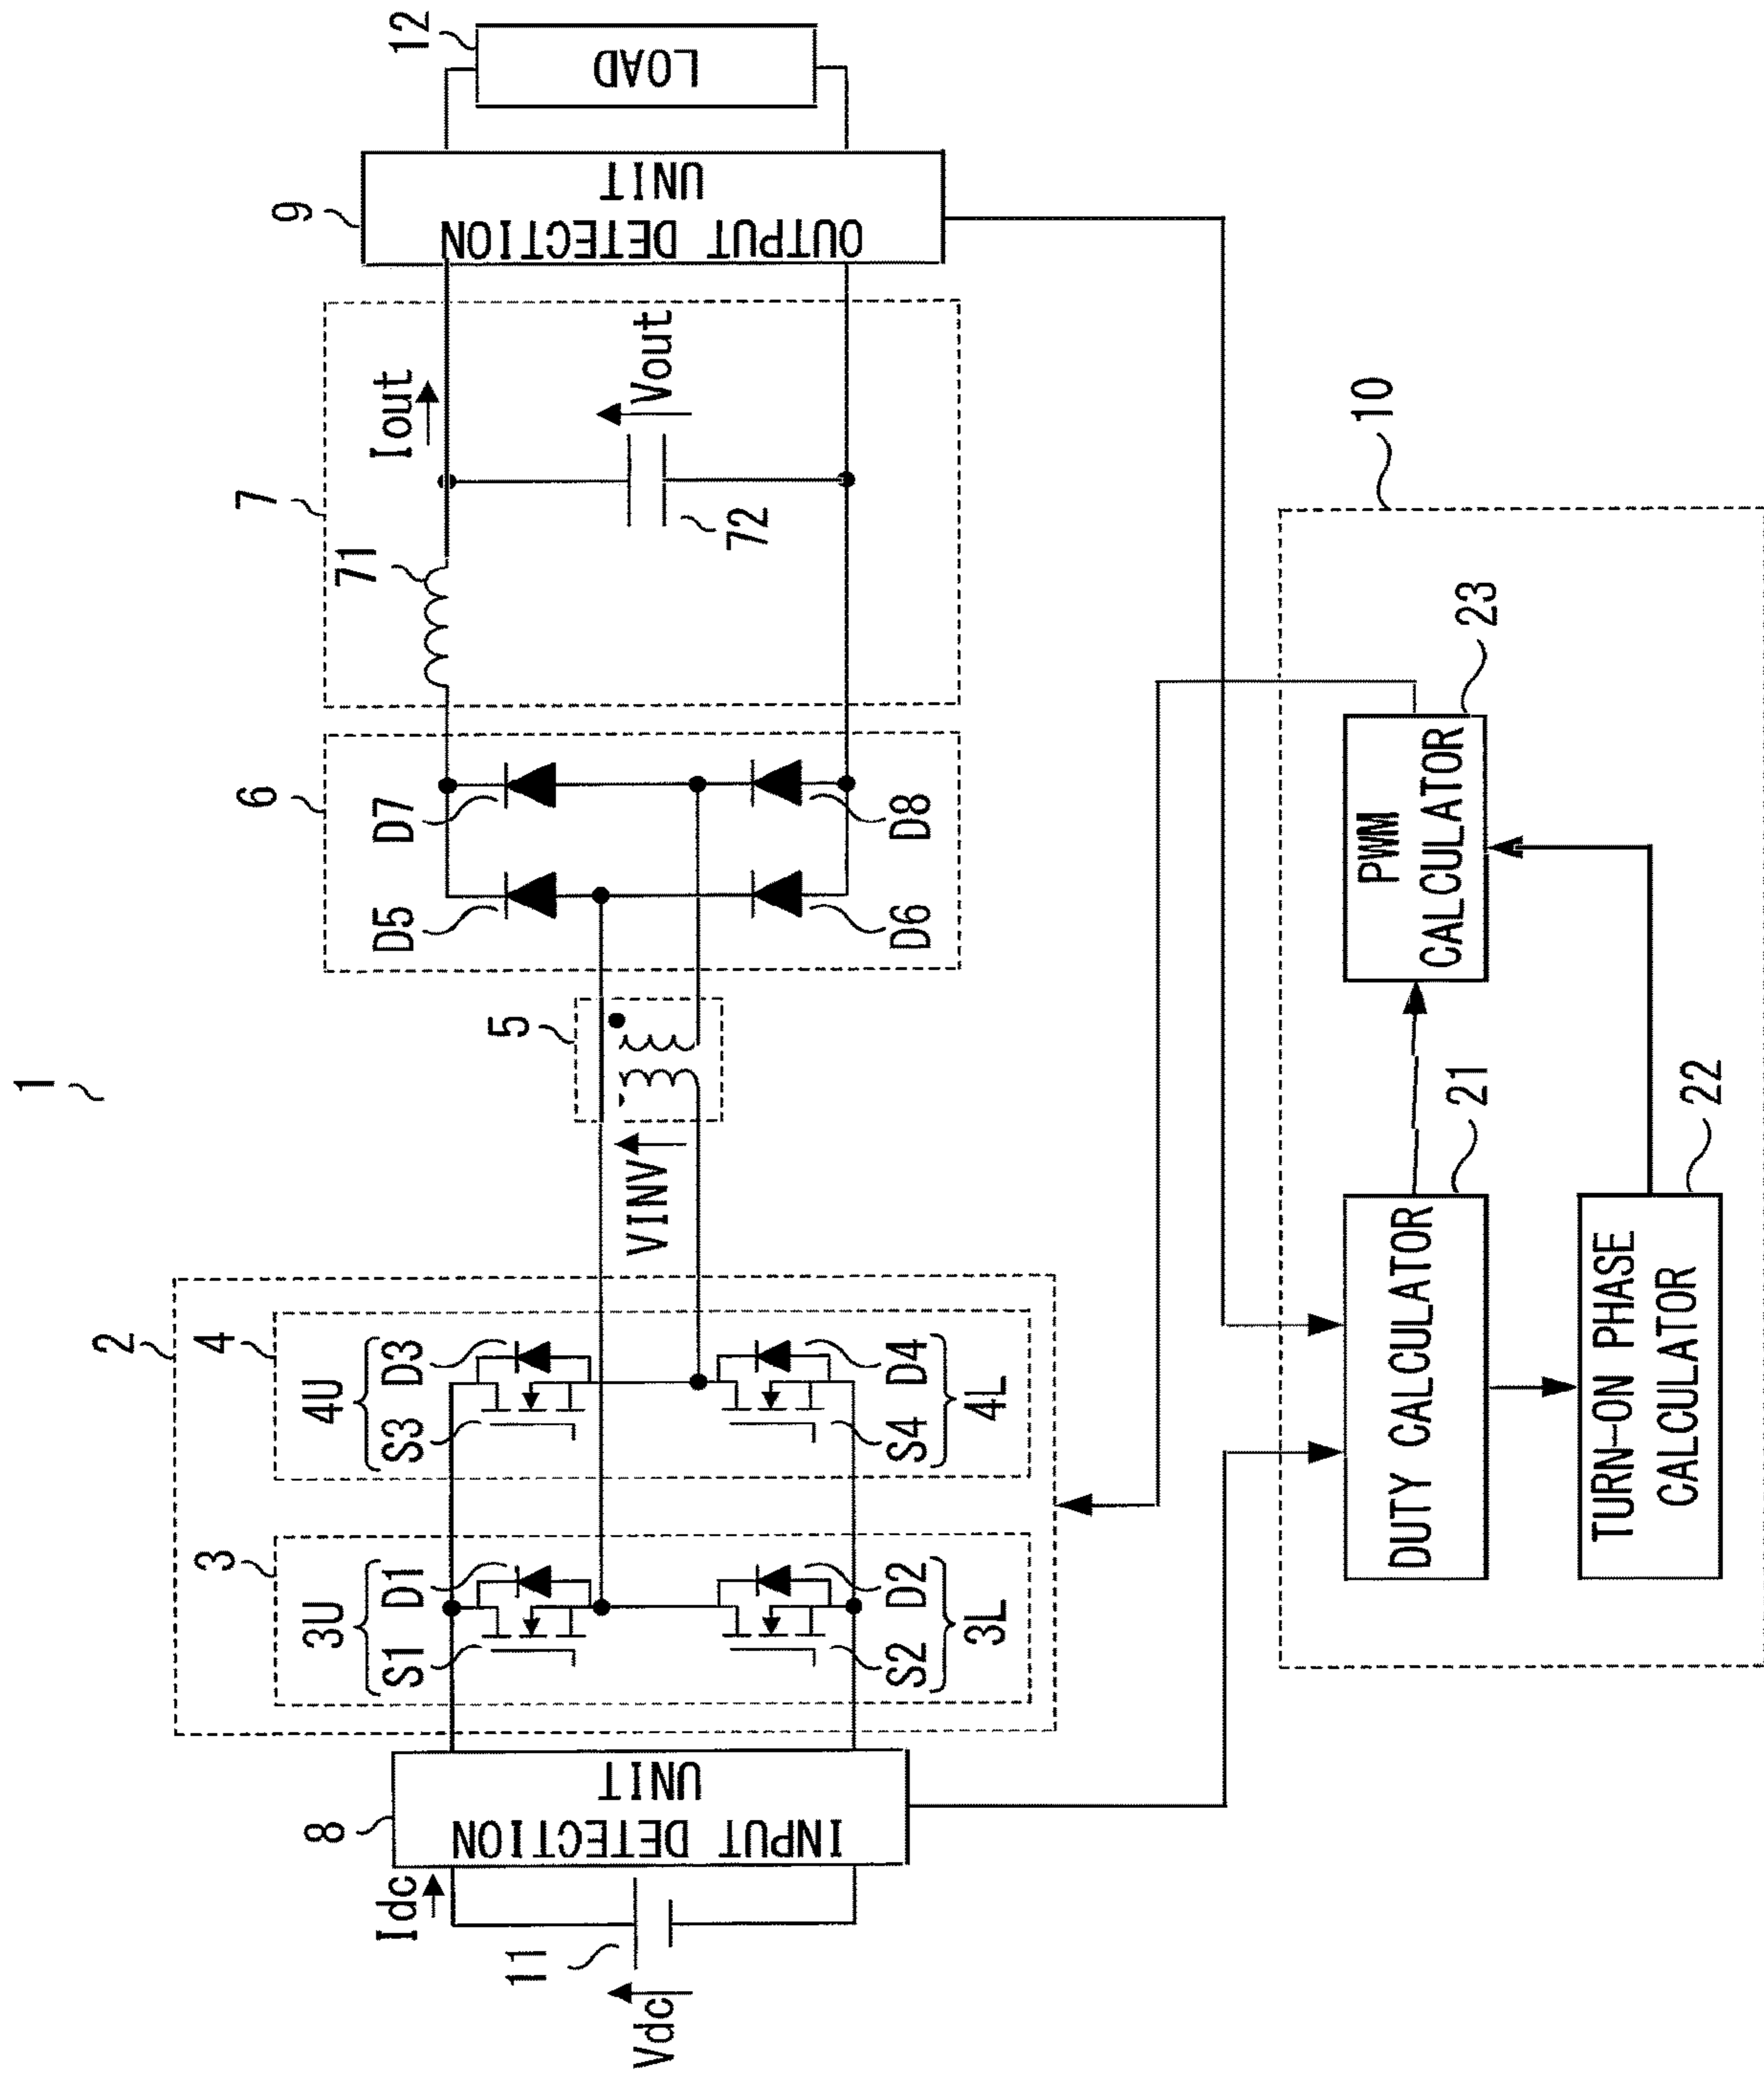 1
2
3
3U
S1
D1
S2
D2
3L
4
4U
S3
D3
S4
D4
4L
8
INPUT DETECTION
UNIT
Idc
11
Vdc
VINV
5
6
D5
D7
D6
D8
7
71
72
Iout
Vout
9
OUTPUT DETECTION
UNIT
12
LOAD
10
DUTY CALCULATOR
21
TURN-ON PHASE
CALCULATOR
22
PWM
CALCULATOR
23